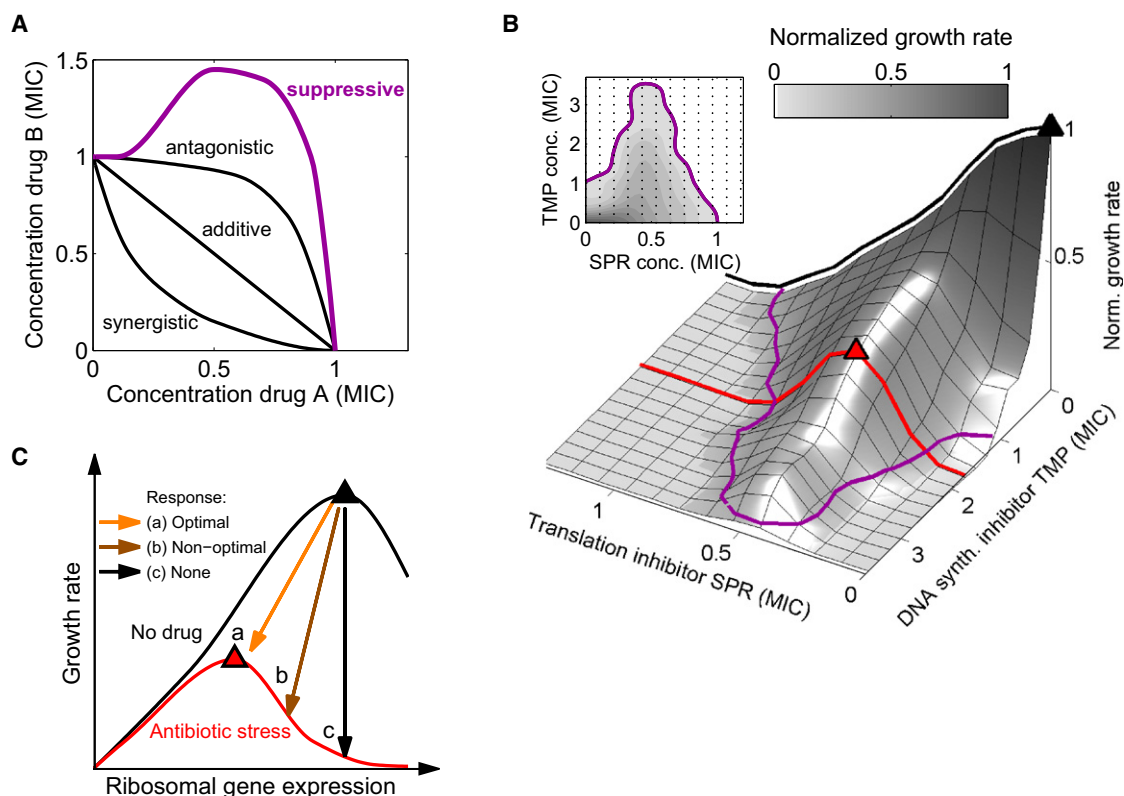 A
Concentration drug B (MIC)
1.5
1
0.5
0
suppressive
antagonistic
additive
synergistic
0
0.5
1
Concentration drug A (MIC)
B
Normalized growth rate
0
0.5
1
TMP conc. (MIC)
3
2
1
0
0
0.5
1
SPR conc. (MIC)
1
0.5
0
Norm. growth rate
1
0.5
0
Translation inhibitor SPR (MIC)
1
2
3
DNA synth. inhibitor TMP (MIC)
C
Growth rate
Response:
(a) Optimal
(b) Non−optimal
(c) None
No drug
a
b
c
Antibiotic stress
Ribosomal gene expression